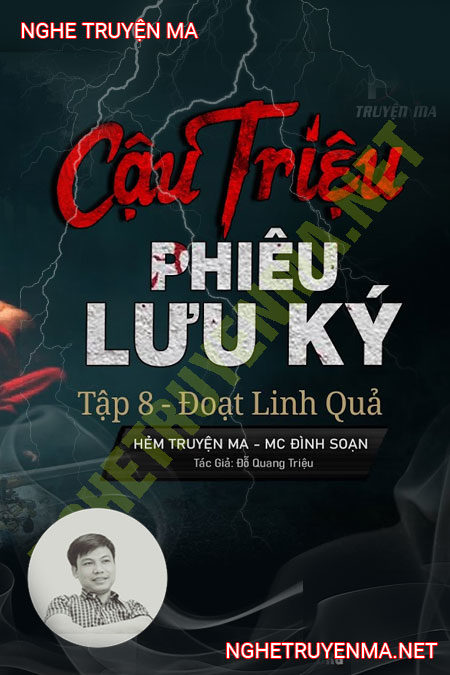 NGHE TRUYỆN MA
TRUYỆN MA
Cậu Triệu
PHIÊU
LƯU KÝ
Tập 8 - Đoạt Linh Quả
HẺM TRUYỆN MA - MC ĐÌNH SOẠN
Tác Giả: Đỗ Quang Triệu
NGHETRUYENMA.NET
NGHETRUYENMA.NET